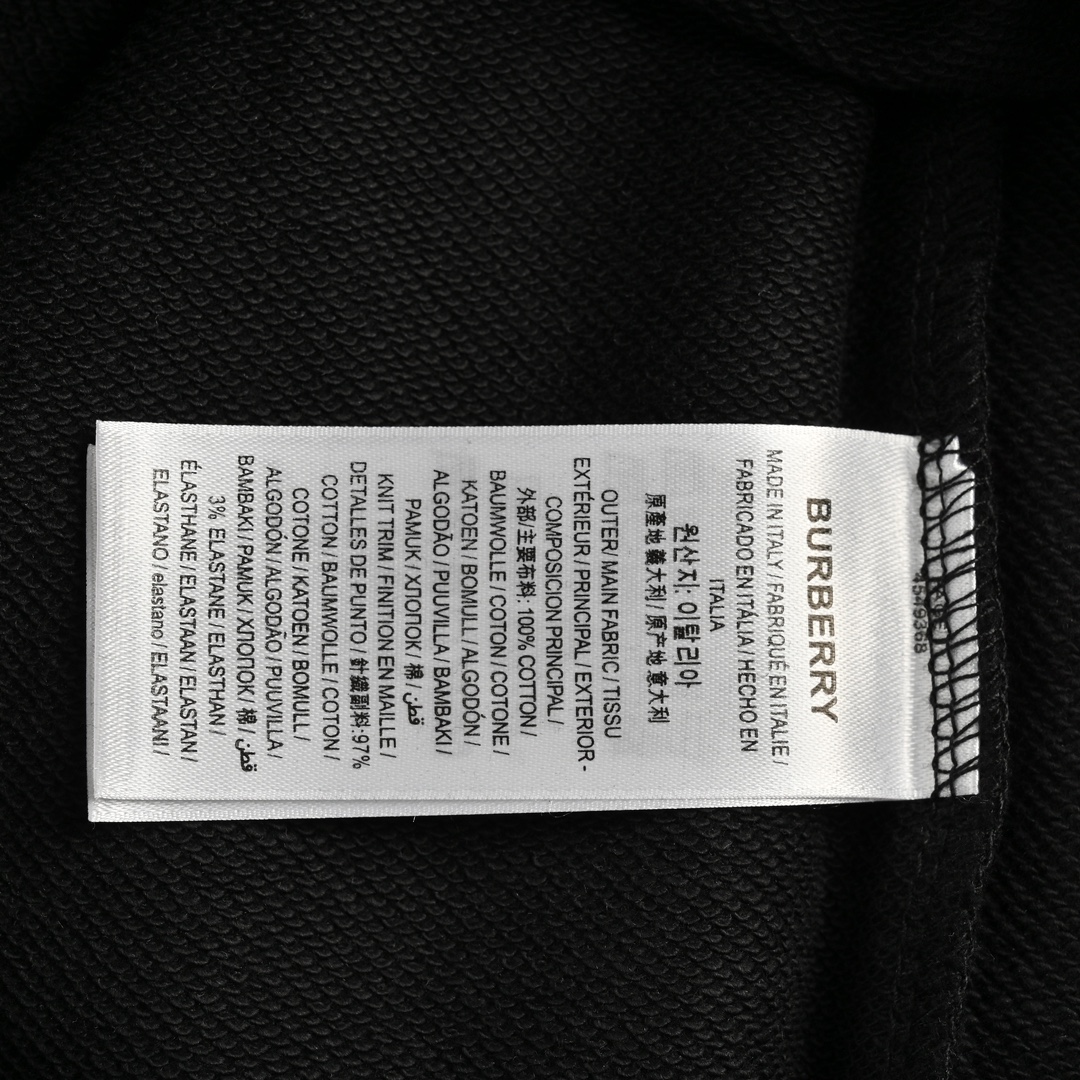 BURBERRY
MADE IN ITALY / FABRIQUÉ EN ITALIE /
FABRICADO EN ITÁLIA / HECHO EN
ITALIA
원산지: 이탈리아
原產地 義大利 / 原产地 意大利
OUTER / MAIN FABRIC / TISSU
EXTÉRIEUR / PRINCIPAL / EXTERIOR -
COMPOSICION PRINCIPAL /
外部 / 主要布料: 100% COTTON /
BAUMWOLLE / COTON / COTONE /
KATOEN / BOMULL / ALGODÓN /
ALGODÃO / PUUVILLA / BAMBAKI /
PAMUK / ХЛОПОК / 棉 / قطن
KNIT TRIM / FINITION EN MAILLE /
DETALLES DE PUNTO / 針織副料:97%
COTTON / BAUMWOLLE / COTON /
COTONE / KATOEN / BOMULL /
ALGODÓN / ALGODÃO / PUUVILLA /
BAMBAKI / PAMUK / ХЛОПОК / 棉 / قطن
3% ELASTANE / ELASTHAN /
ÉLASTHANE / ELASTAAN / ELASTAN /
ELASTANO / elastano / ELASTAANI /